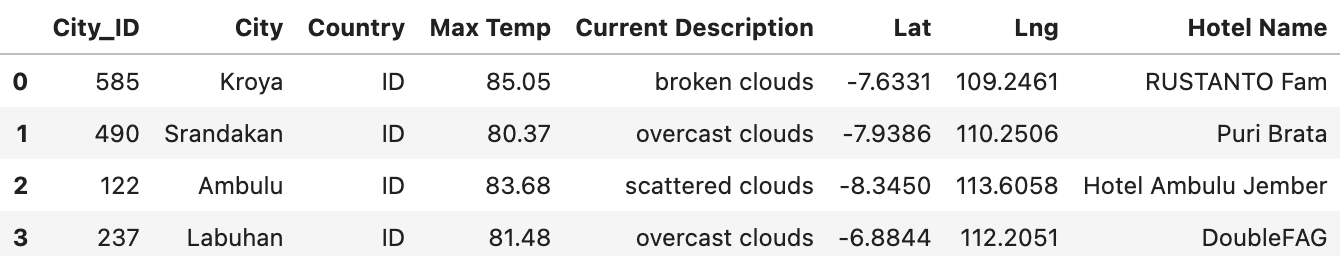 City_ID City Country Max Temp Current Description Lat Lng Hotel Name
0 585 Kroya ID 85.05 broken clouds -7.6331 109.2461 RUSTANTO Fam
1 490 Srandakan ID 80.37 overcast clouds -7.9386 110.2506 Puri Brata
2 122 Ambulu ID 83.68 scattered clouds -8.3450 113.6058 Hotel Ambulu Jember
3 237 Labuhan ID 81.48 overcast clouds -6.8844 112.2051 DoubleFAG